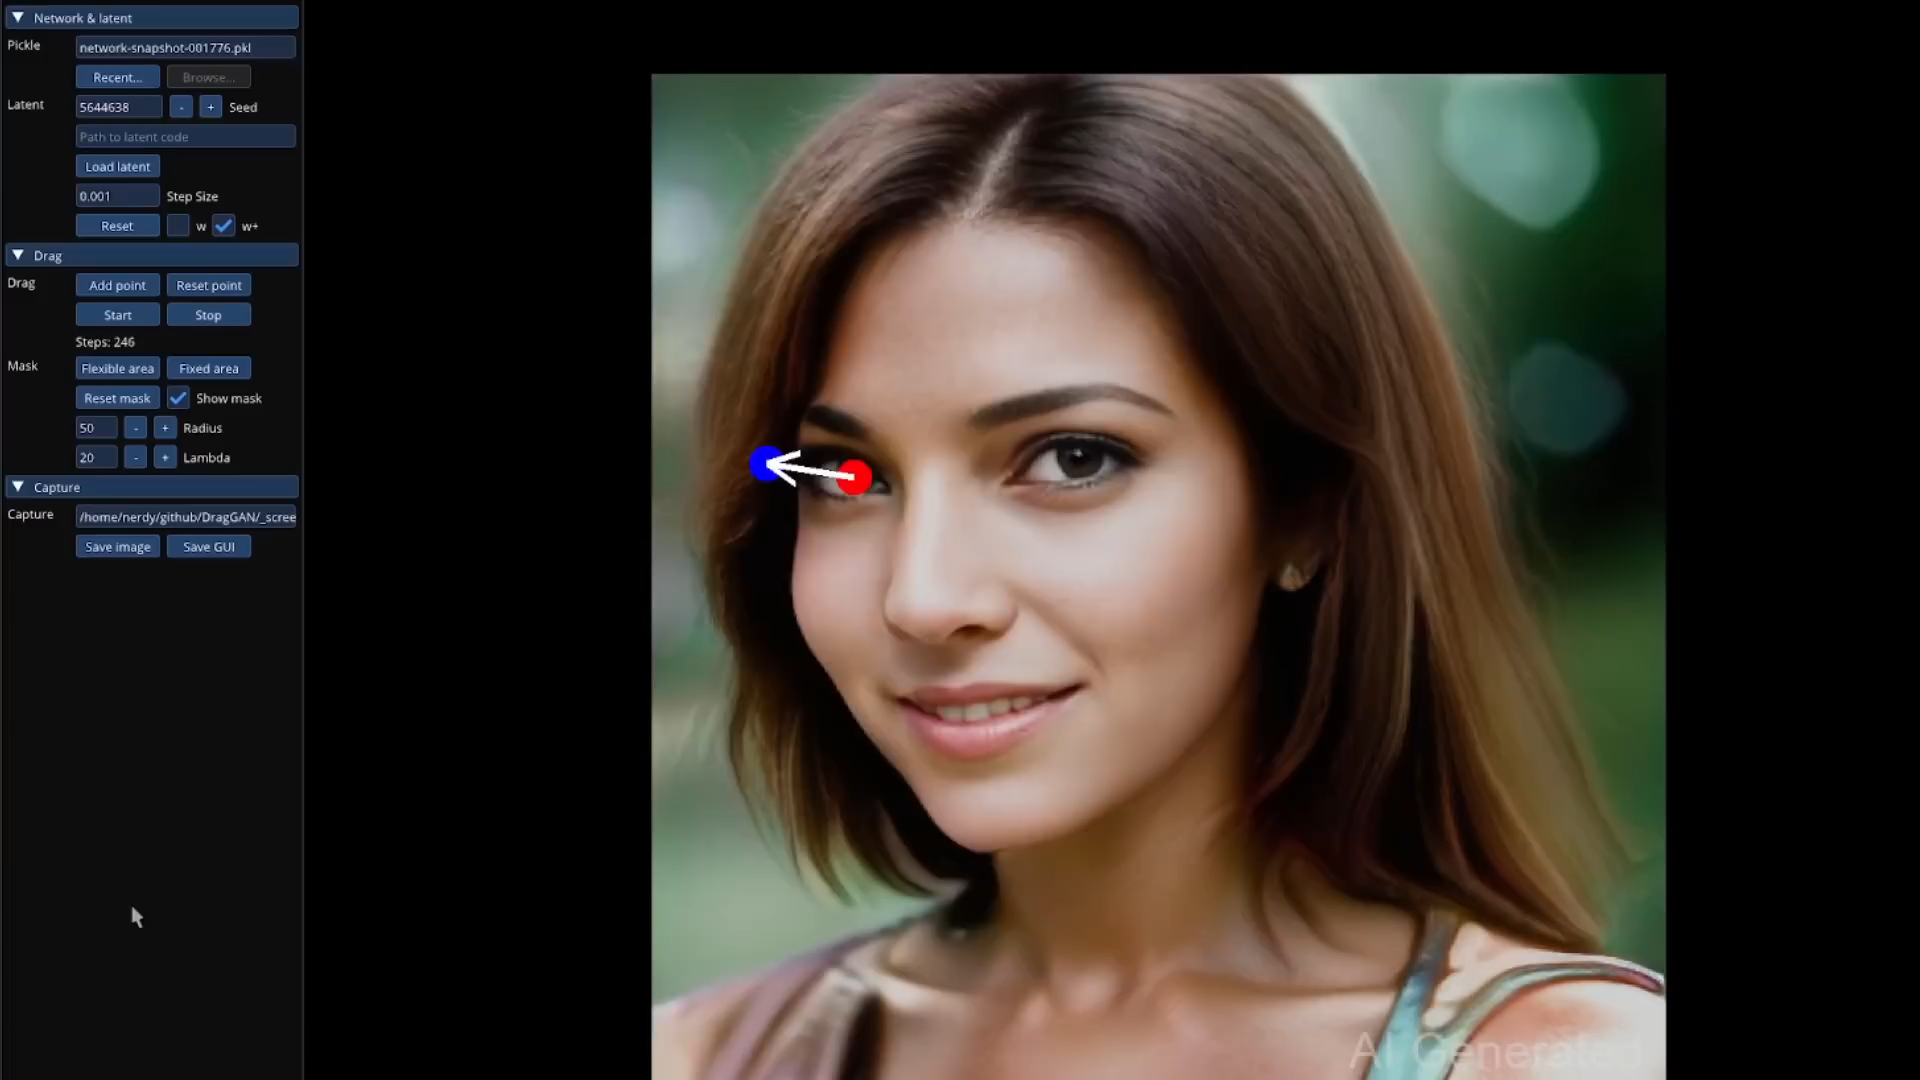 Network & latent
Pickle
network-snapshot-001776.pkl
Recent... Browse...
Latent
5644638 - + Seed
Path to latent code
Load latent
0.001 Step Size
Reset w w+
Drag
Drag
Add point Reset point
Start Stop
Steps: 246
Mask
Flexible area Fixed area
Reset mask Show mask
50 - + Radius
20 - + Lambda
Capture
Capture
/home/nerdy/github/DragGAN/_scree
Save image Save GUI
AI Generated